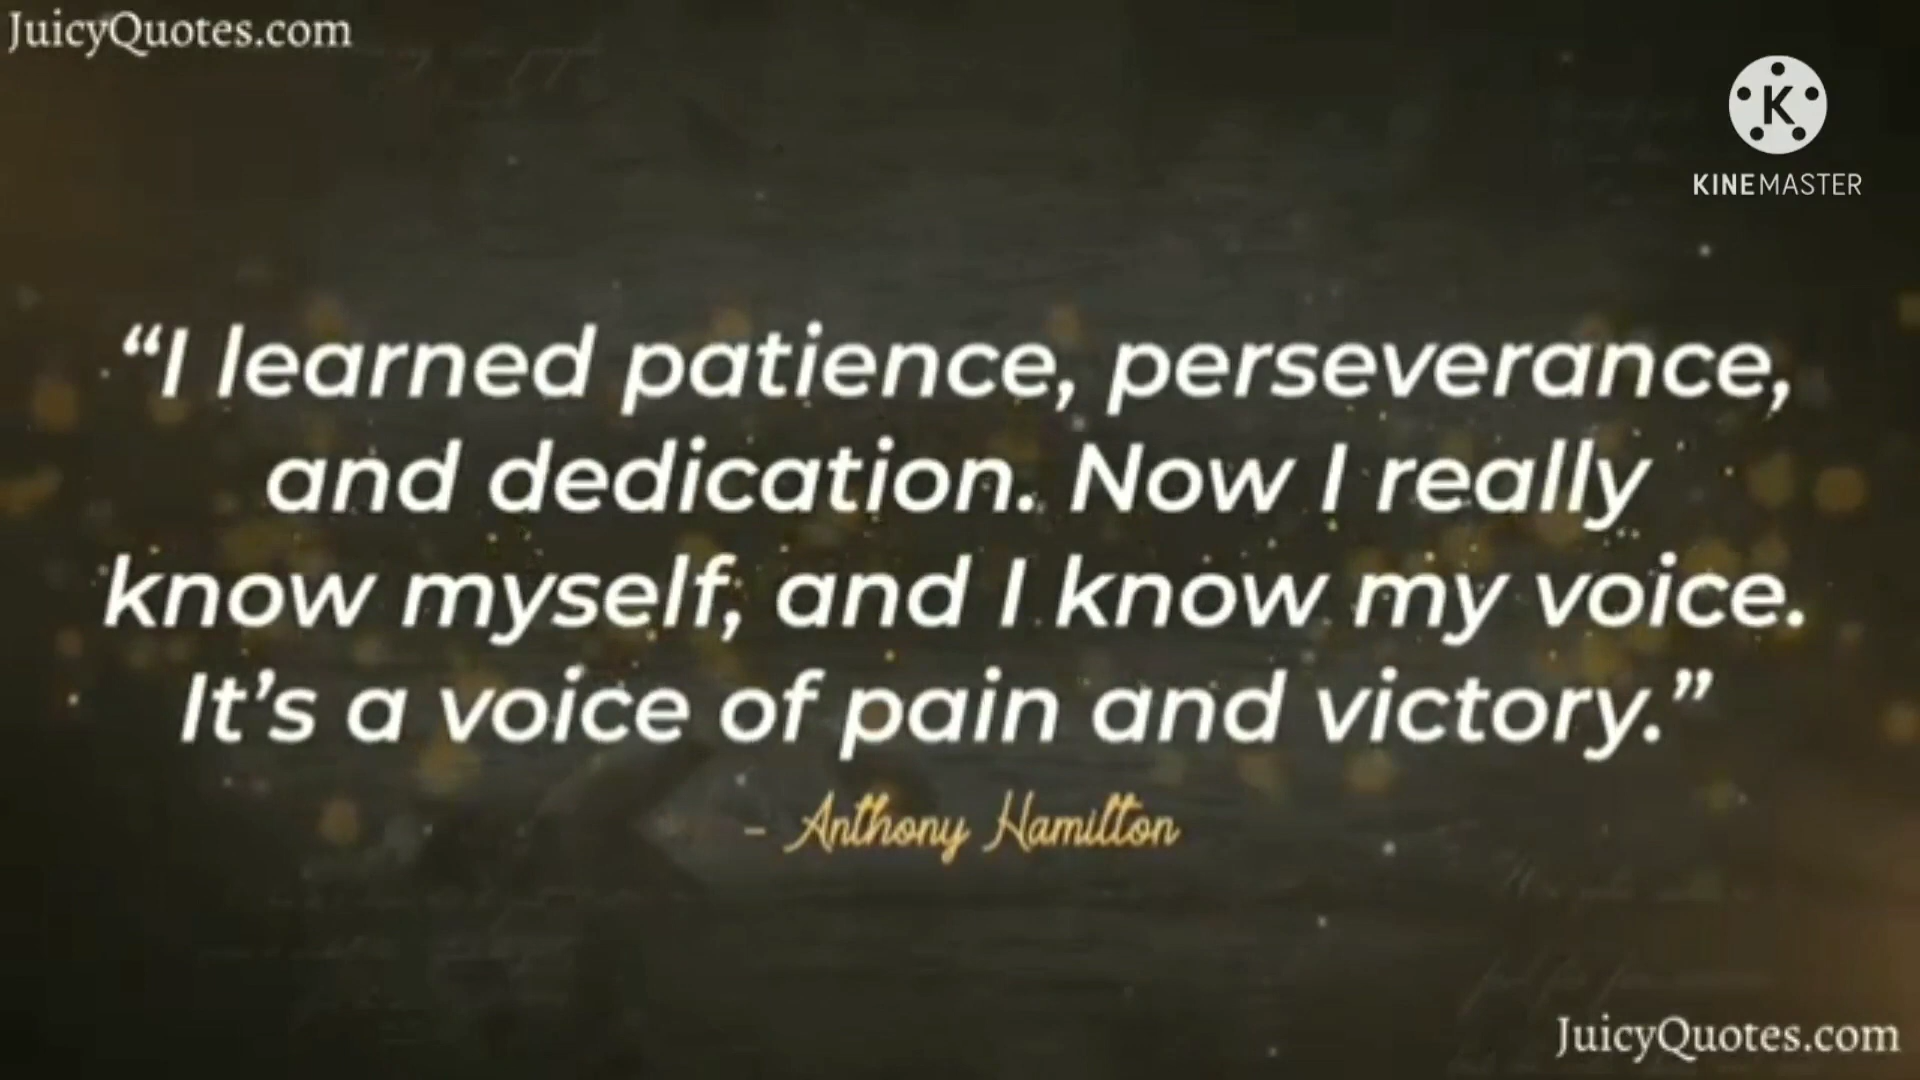 JuicyQuotes.com
K
KINEMASTER
“I learned patience, perseverance,
and dedication. Now I really
know myself, and I know my voice.
It’s a voice of pain and victory.”
- Anthony Hamilton
JuicyQuotes.com